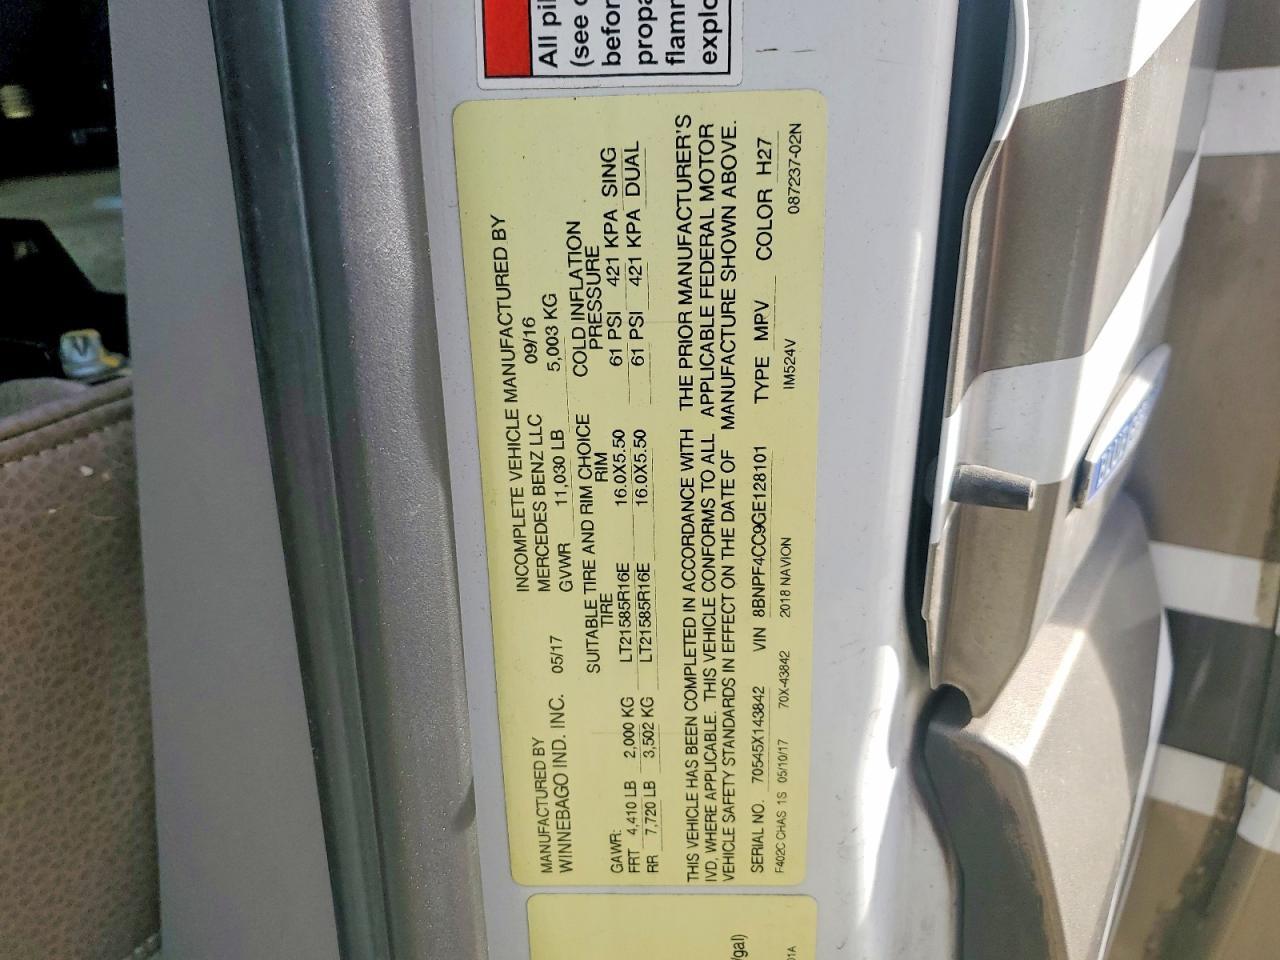 All pi
(see
befor
propa
flamm
explo
MANUFACTURED BY
WINNEBAGO IND. INC. 05/17
INCOMPLETE VEHICLE MANUFACTURED BY
MERCEDES BENZ LLC 09/16
GVWR 11,030 LB 5,003 KG
SUITABLE TIRE AND RIM CHOICE COLD INFLATION
GAWR: TIRE RIM PRESSURE
FRT 4,410 LB 2,000 KG LT21585R16E 16.0X5.50 61 PSI 421 KPA SING
RR 7,720 LB 3,502 KG LT21585R16E 16.0X5.50 61 PSI 421 KPA DUAL
THIS VEHICLE HAS BEEN COMPLETED IN ACCORDANCE WITH THE PRIOR MANUFACTURER'S
IVD, WHERE APPLICABLE. THIS VEHICLE CONFORMS TO ALL APPLICABLE FEDERAL MOTOR
VEHICLE SAFETY STANDARDS IN EFFECT ON THE DATE OF MANUFACTURE SHOWN ABOVE.
SERIAL NO. 70545X143842 VIN 8BNPF4CC9GE128101 TYPE MPV COLOR H27
F402C CHAS 1S 05/10/17 70X-43842 2018 NAVION IM524V 087237-02N
/gal)
01A